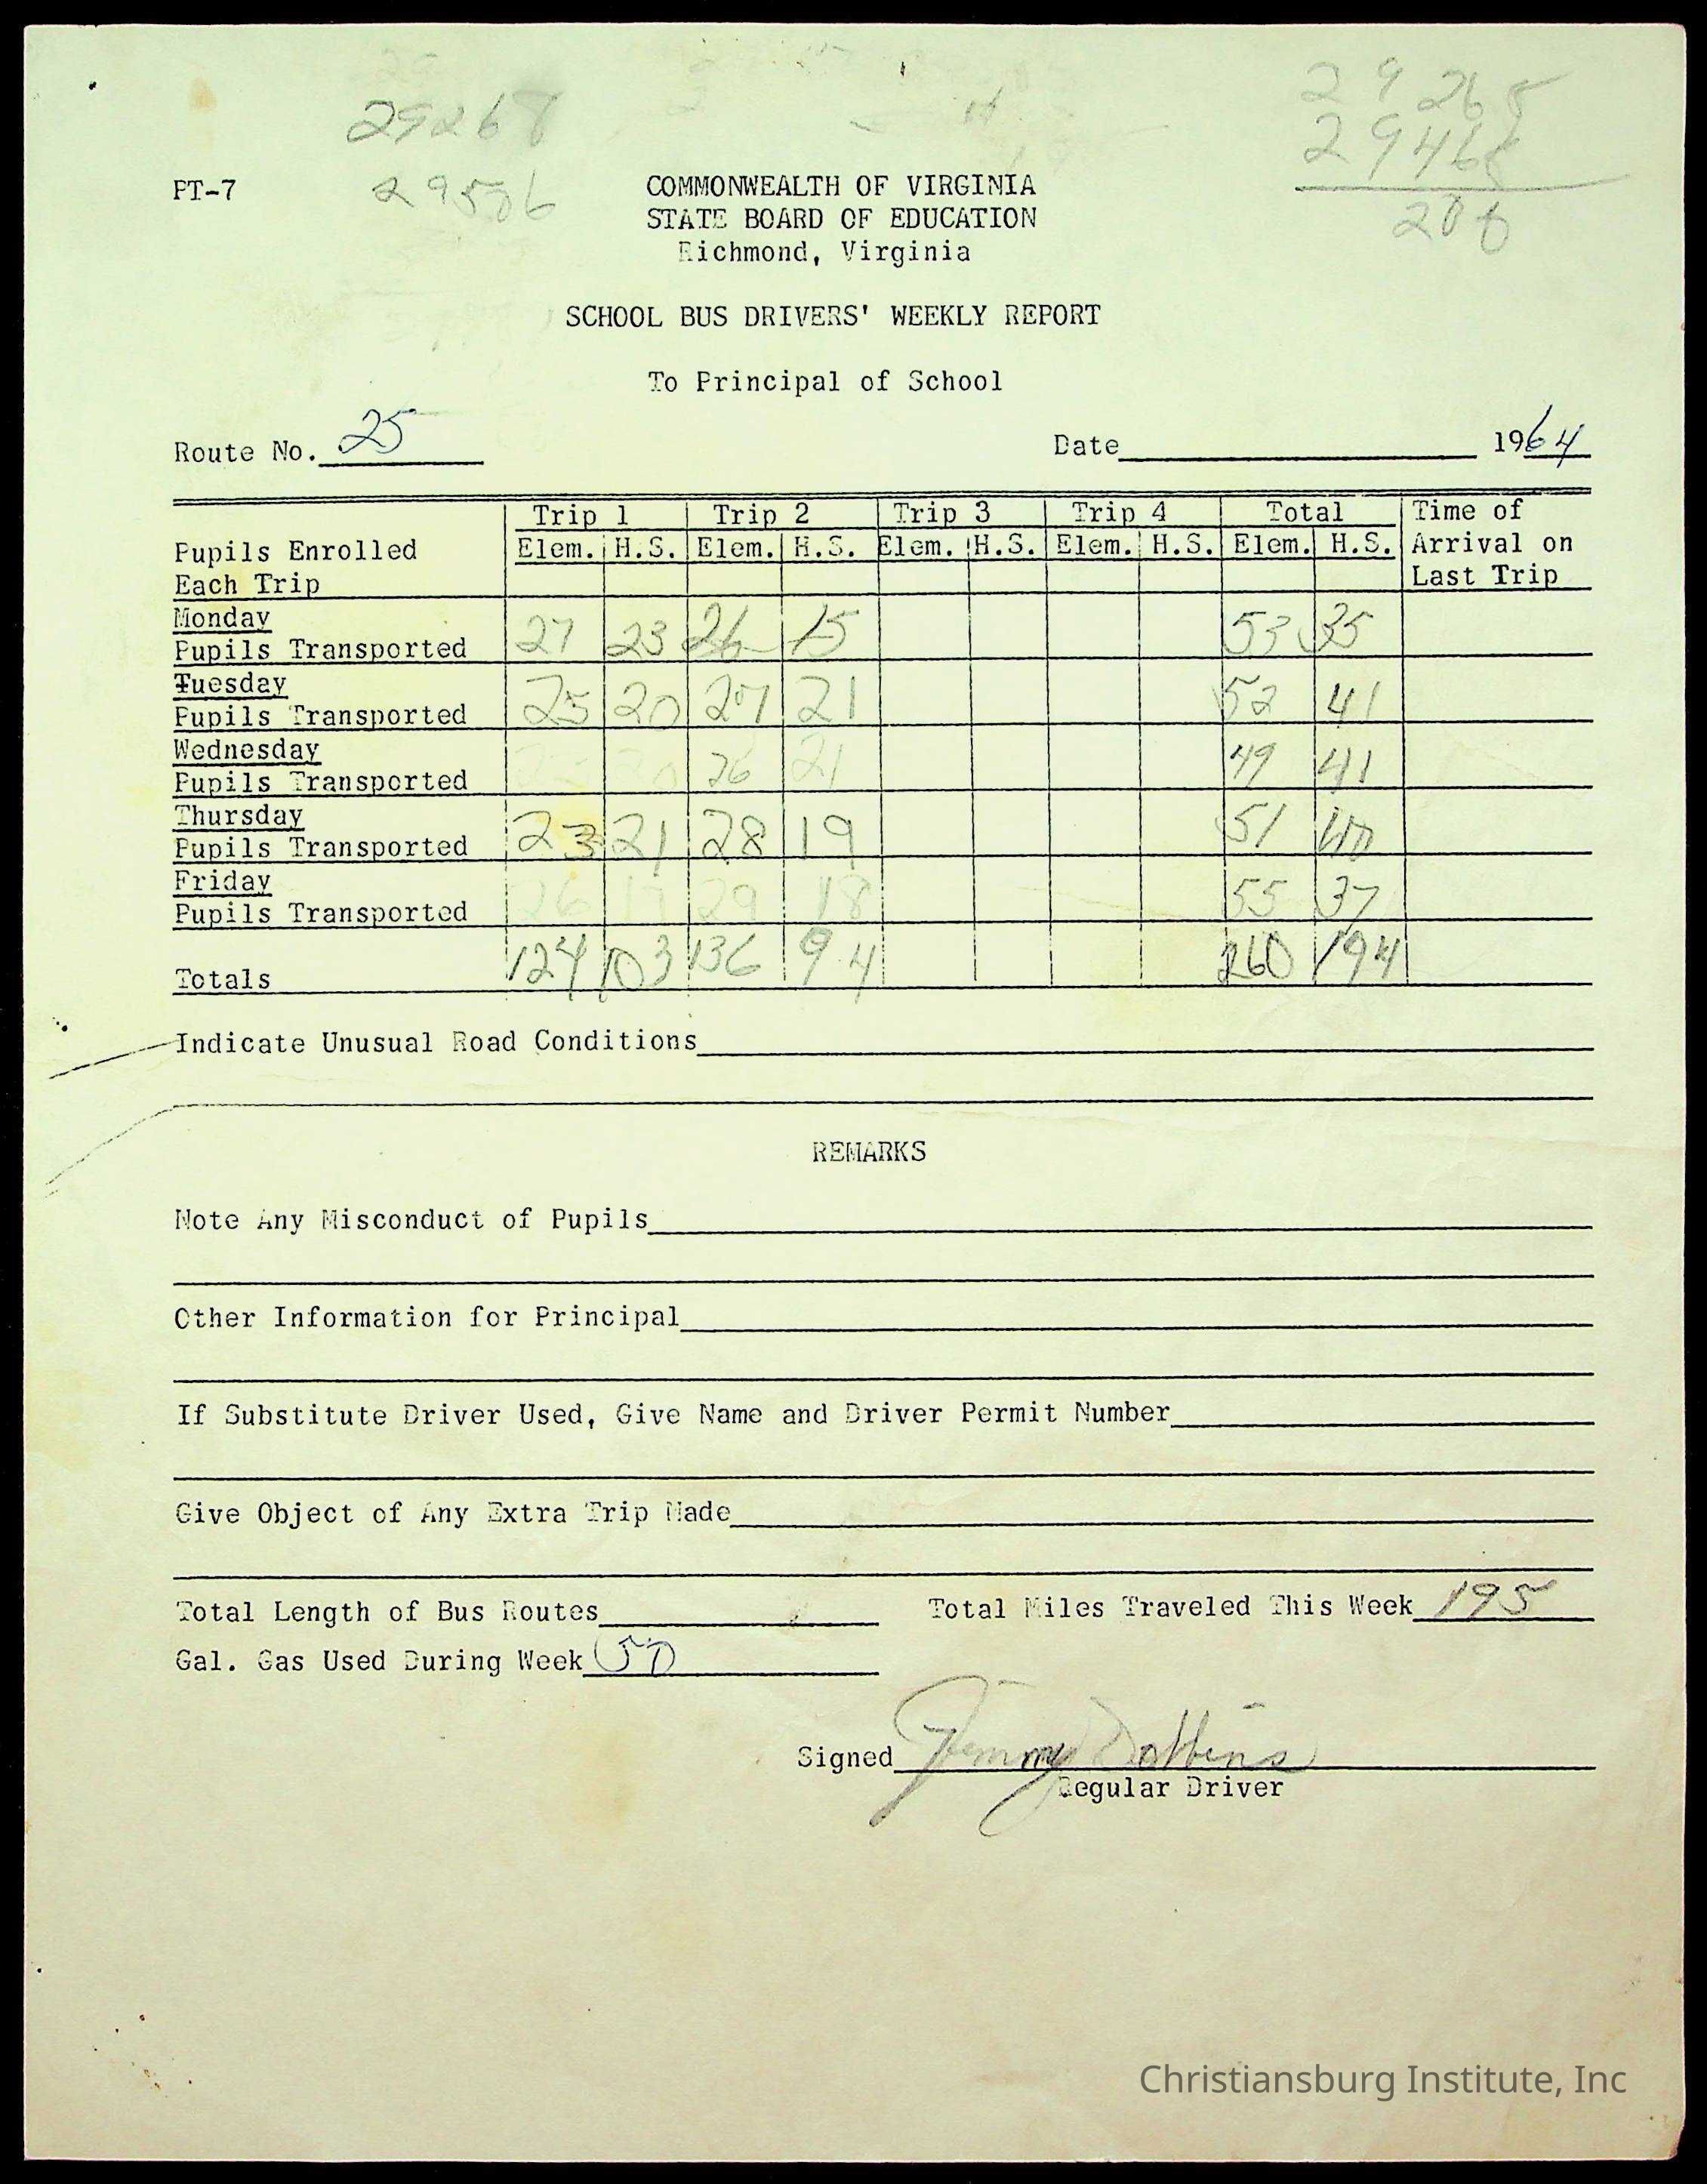 29268
29506
29268
29468
200
PT-7
COMMONWEALTH OF VIRGINIA
STATE BOARD OF EDUCATION
Richmond, Virginia
SCHOOL BUS DRIVERS' WEEKLY REPORT
To Principal of School
Route No. 25 Date 1964
Trip 1 Trip 2 Trip 3 Trip 4 Total Time of
Pupils Enrolled Elem. H.S. Elem. H.S. Elem. H.S. Elem. H.S. Elem. H.S. Arrival on
Each Trip Last Trip
Monday
Pupils Transported 27 23 26 15 53 35
Tuesday
Pupils Transported 25 20 27 21 52 41
Wednesday
Pupils Transported 26 21 49 41
Thursday
Pupils Transported 23 21 28 19 51 40
Friday
Pupils Transported 26 19 29 18 55 37
Totals 124 103 136 94 260 194
Indicate Unusual Road Conditions
REMARKS
Note Any Misconduct of Pupils
Other Information for Principal
If Substitute Driver Used, Give Name and Driver Permit Number
Give Object of Any Extra Trip Made
Total Length of Bus Routes Total Miles Traveled This Week 195
Gal. Gas Used During Week 50
Signed Jimmy Dobbins
Regular Driver
Christiansburg Institute, Inc